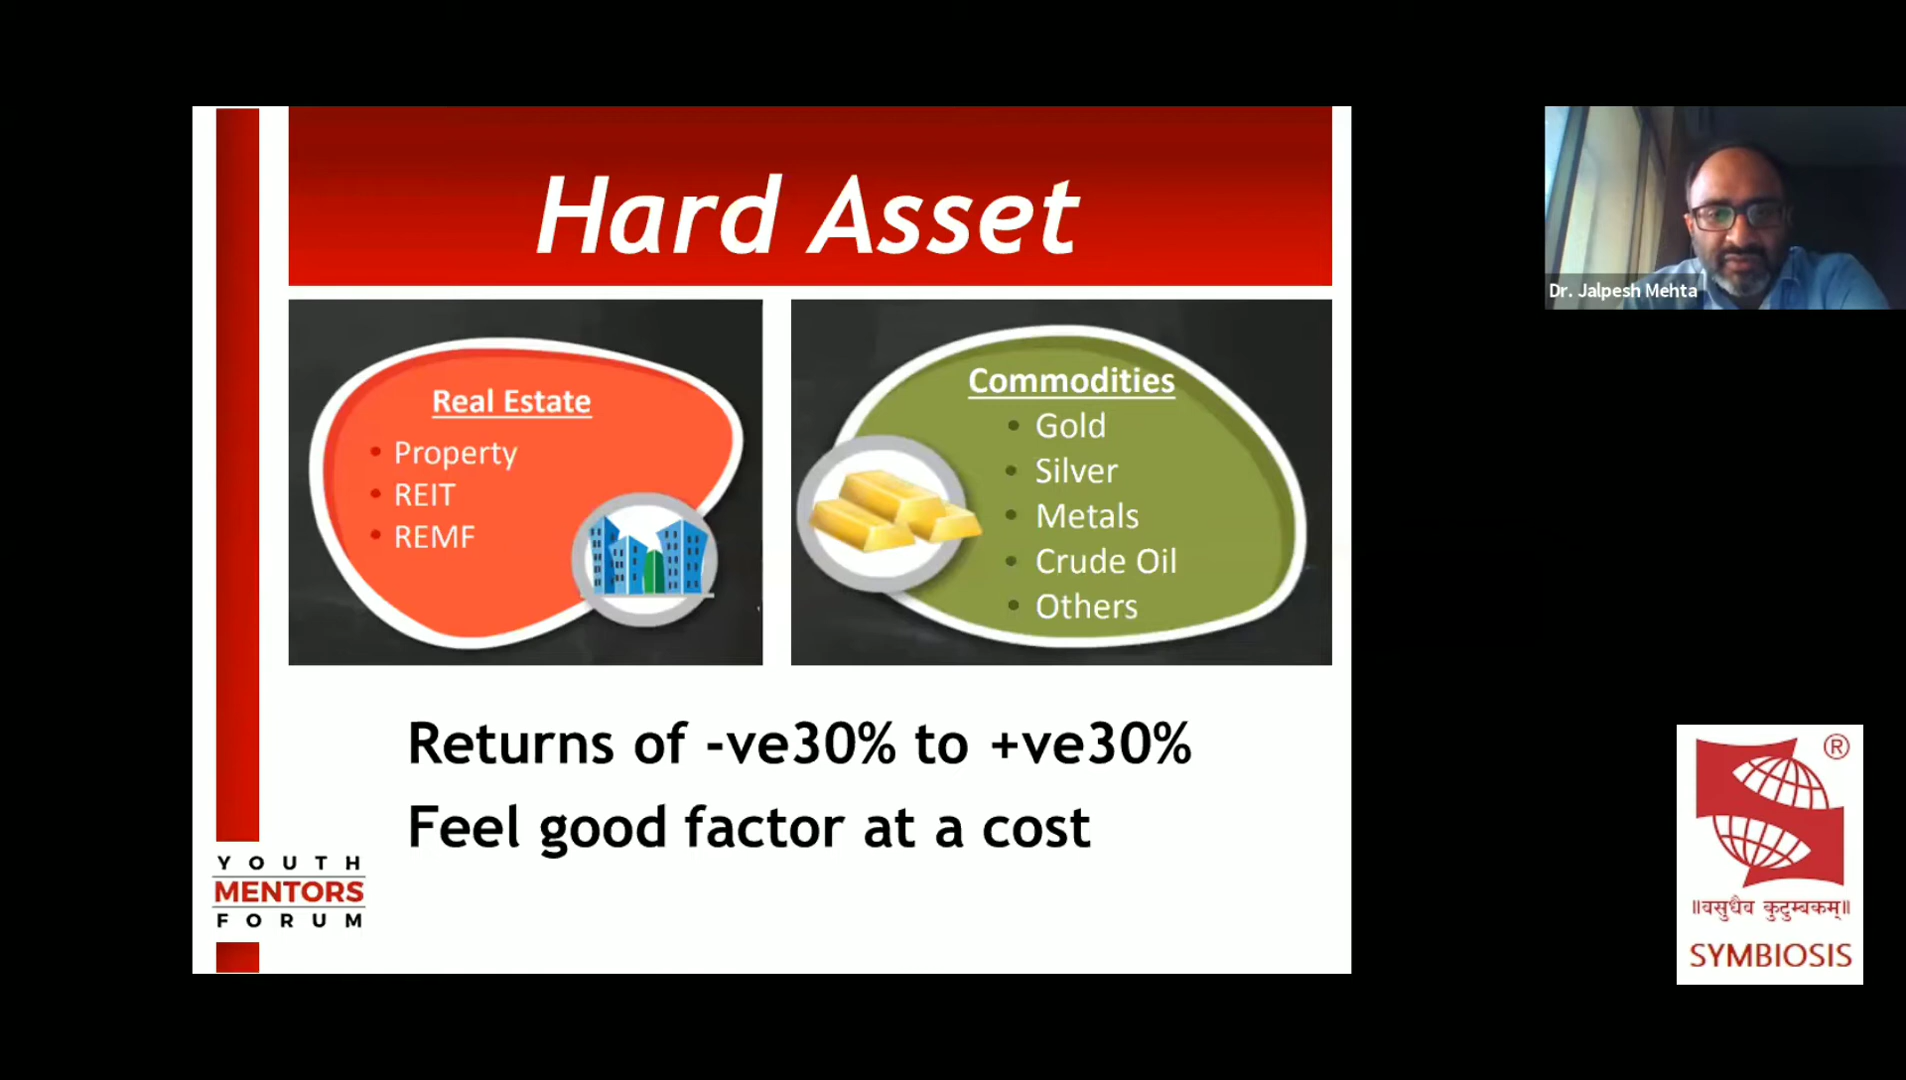 Hard Asset
Real Estate
• Property
• REIT
• REMF
Commodities
• Gold
• Silver
• Metals
• Crude Oil
• Others
Returns of -ve30% to +ve30%
Feel good factor at a cost
YOUTH
MENTORS
FORUM
Dr. Jalpesh Mehta
®
॥वसुधैव कुटुम्बकम्॥
SYMBIOSIS